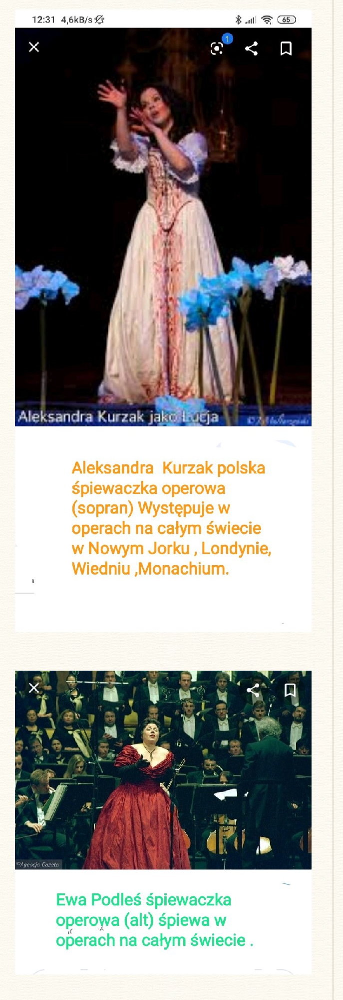 12:31 4,6kB/s
65
1
Aleksandra Kurzak jako Łucja
Aleksandra Kurzak polska
śpiewaczka operowa
(sopran) Występuje w
operach na całym świecie
w Nowym Jorku , Londynie,
Wiedniu ,Monachium.
©Agencja Gazeta
Ewa Podleś śpiewaczka
operowa (alt) śpiewa w
operach na całym świecie .